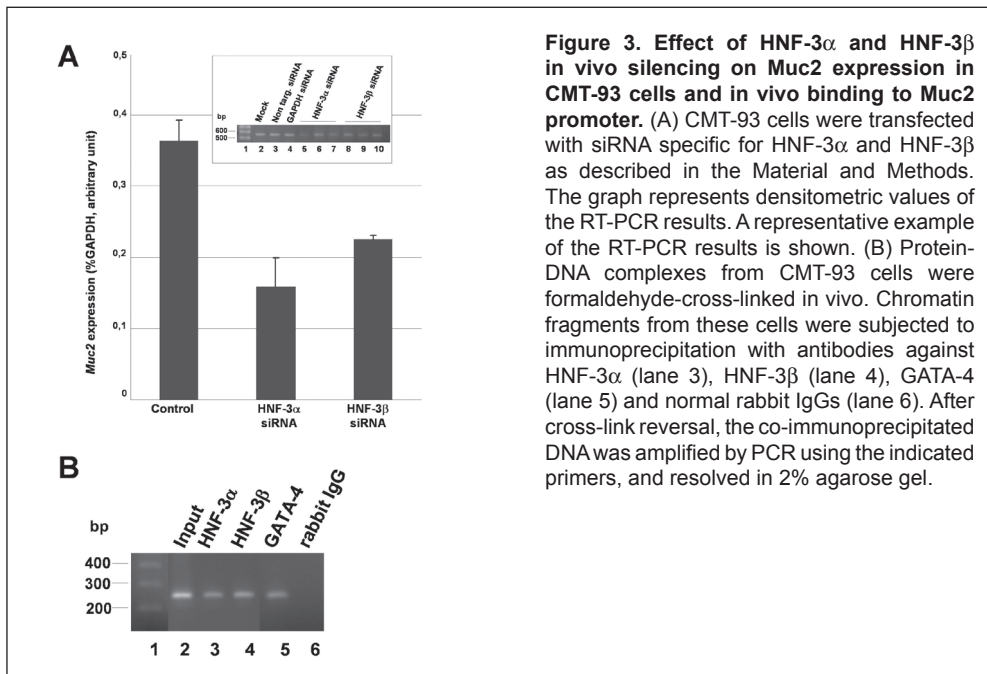 A
0,5
0,4
0,3
0,2
0,1
0
Muc2 expression (%GAPDH, arbitrary unit)
Control
HNF-3α siRNA
HNF-3β siRNA
bp
600
500
Mock
Non targ. siRNA
GAPDH siRNA
HNF-3α siRNA
HNF-3β siRNA
1 2 3 4 5 6 7 8 9 10
B
bp
400
300
200
Input
HNF-3α
HNF-3β
GATA-4
rabbit IgG
1 2 3 4 5 6
Figure 3. Effect of HNF-3α and HNF-3β
in vivo silencing on Muc2 expression in
CMT-93 cells and in vivo binding to Muc2
promoter. (A) CMT-93 cells were transfected
with siRNA specific for HNF-3α and HNF-3β
as described in the Material and Methods.
The graph represents densitometric values of
the RT-PCR results. A representative example
of the RT-PCR results is shown. (B) Protein-
DNA complexes from CMT-93 cells were
formaldehyde-cross-linked in vivo. Chromatin
fragments from these cells were subjected to
immunoprecipitation with antibodies against
HNF-3α (lane 3), HNF-3β (lane 4), GATA-4
(lane 5) and normal rabbit IgGs (lane 6). After
cross-link reversal, the co-immunoprecipitated
DNA was amplified by PCR using the indicated
primers, and resolved in 2% agarose gel.